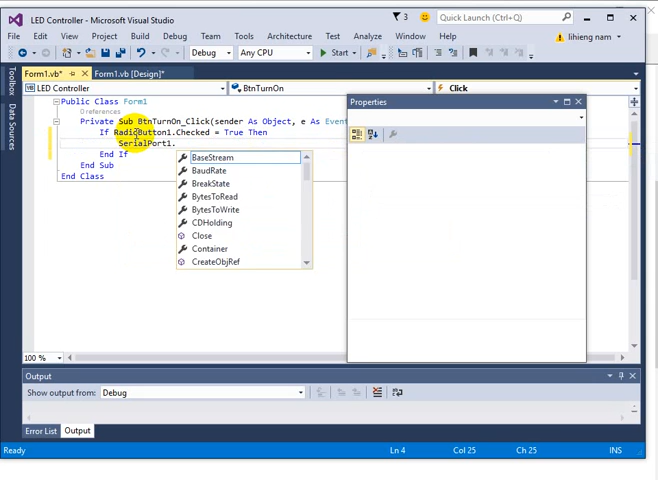 LED Controller - Microsoft Visual Studio
3
Quick Launch (Ctrl+Q)
File Edit View Project Build Debug Team Tools Architecture Test Analyze Window Help
lihieng nam
Debug Any CPU Start
Form1.vb* Form1.vb [Design]*
LED Controller BtnTurnOn Click
Toolbox
Data Sources
Public Class Form1
0 references
Private Sub BtnTurnOn_Click(sender As Object, e As Event
If RadioButton1.Checked = True Then
SerialPort1.
End If
End Sub
End Class
BaseStream
BaudRate
BreakState
BytesToRead
BytesToWrite
CDHolding
Close
Container
CreateObjRef
Properties
100 %
Output
Show output from: Debug
Error List Output
Ready Ln 4 Col 25 Ch 25 INS